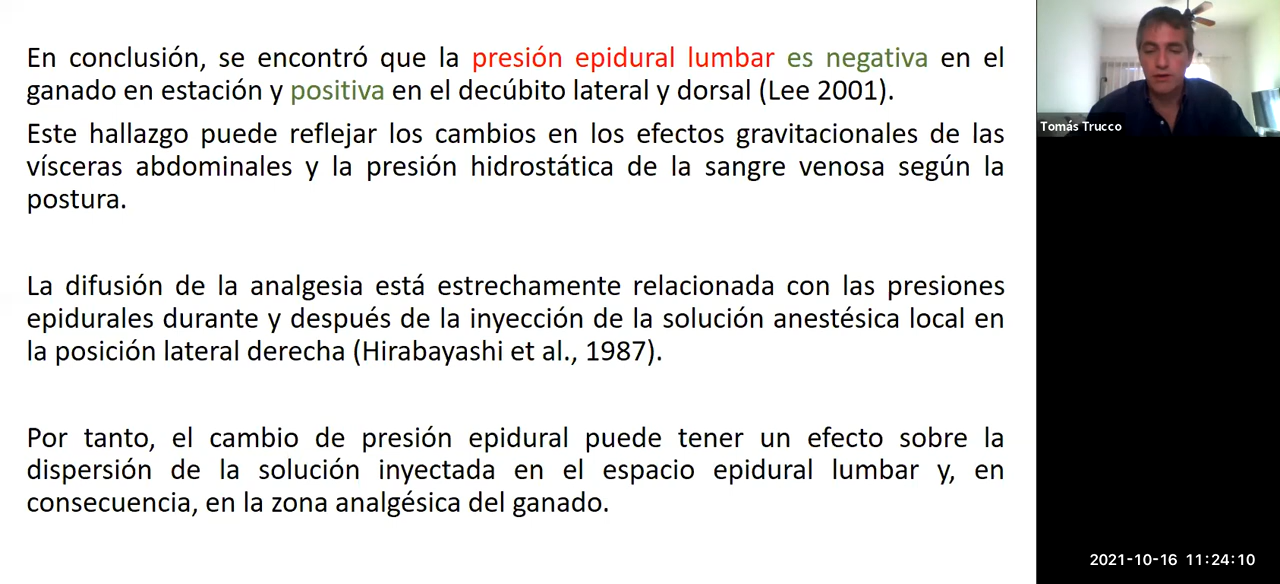 En conclusión, se encontró que la presión epidural lumbar es negativa en el
ganado en estación y positiva en el decúbito lateral y dorsal (Lee 2001).
Este hallazgo puede reflejar los cambios en los efectos gravitacionales de las
vísceras abdominales y la presión hidrostática de la sangre venosa según la
postura.
La difusión de la analgesia está estrechamente relacionada con las presiones
epidurales durante y después de la inyección de la solución anestésica local en
la posición lateral derecha (Hirabayashi et al., 1987).
Por tanto, el cambio de presión epidural puede tener un efecto sobre la
dispersión de la solución inyectada en el espacio epidural lumbar y, en
consecuencia, en la zona analgésica del ganado.
Tomás Trucco
2021-10-16 11:24:10